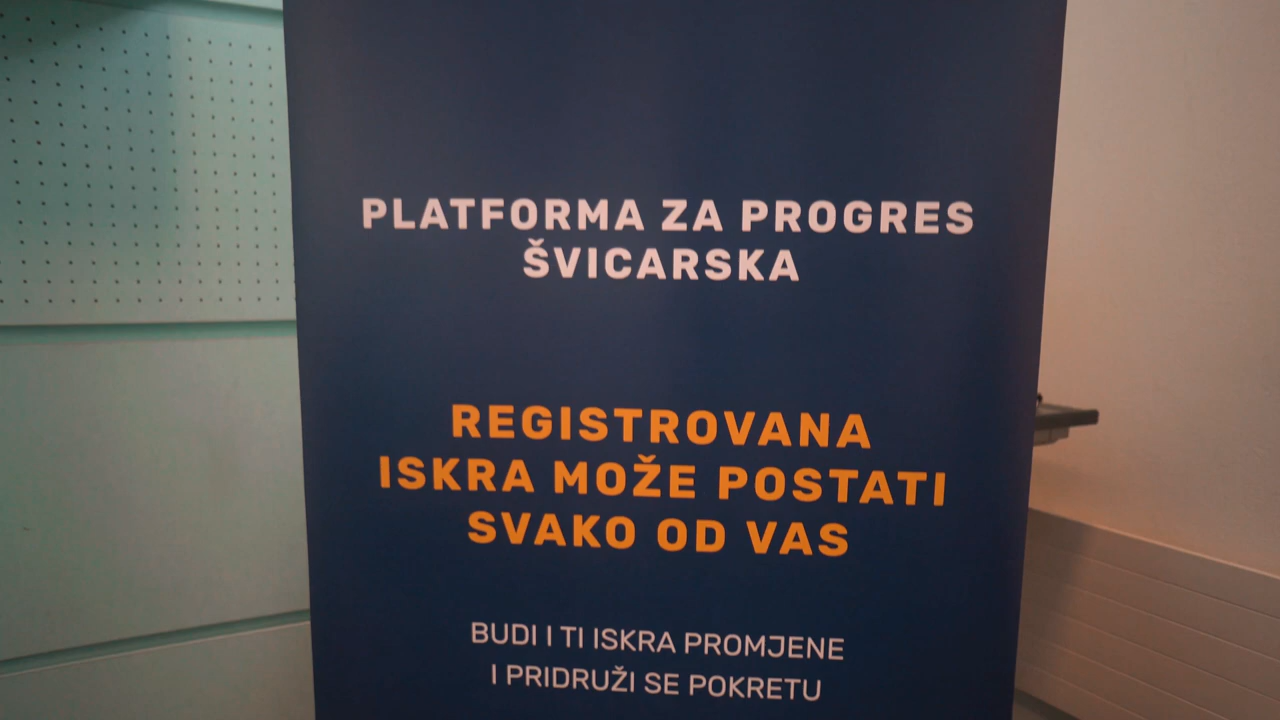 PLATFORMA ZA PROGRES
ŠVICARSKA
REGISTROVANA
ISKRA MOŽE POSTATI
SVAKO OD VAS
BUDI I TI ISKRA PROMJENE
I PRIDRUŽI SE POKRETU